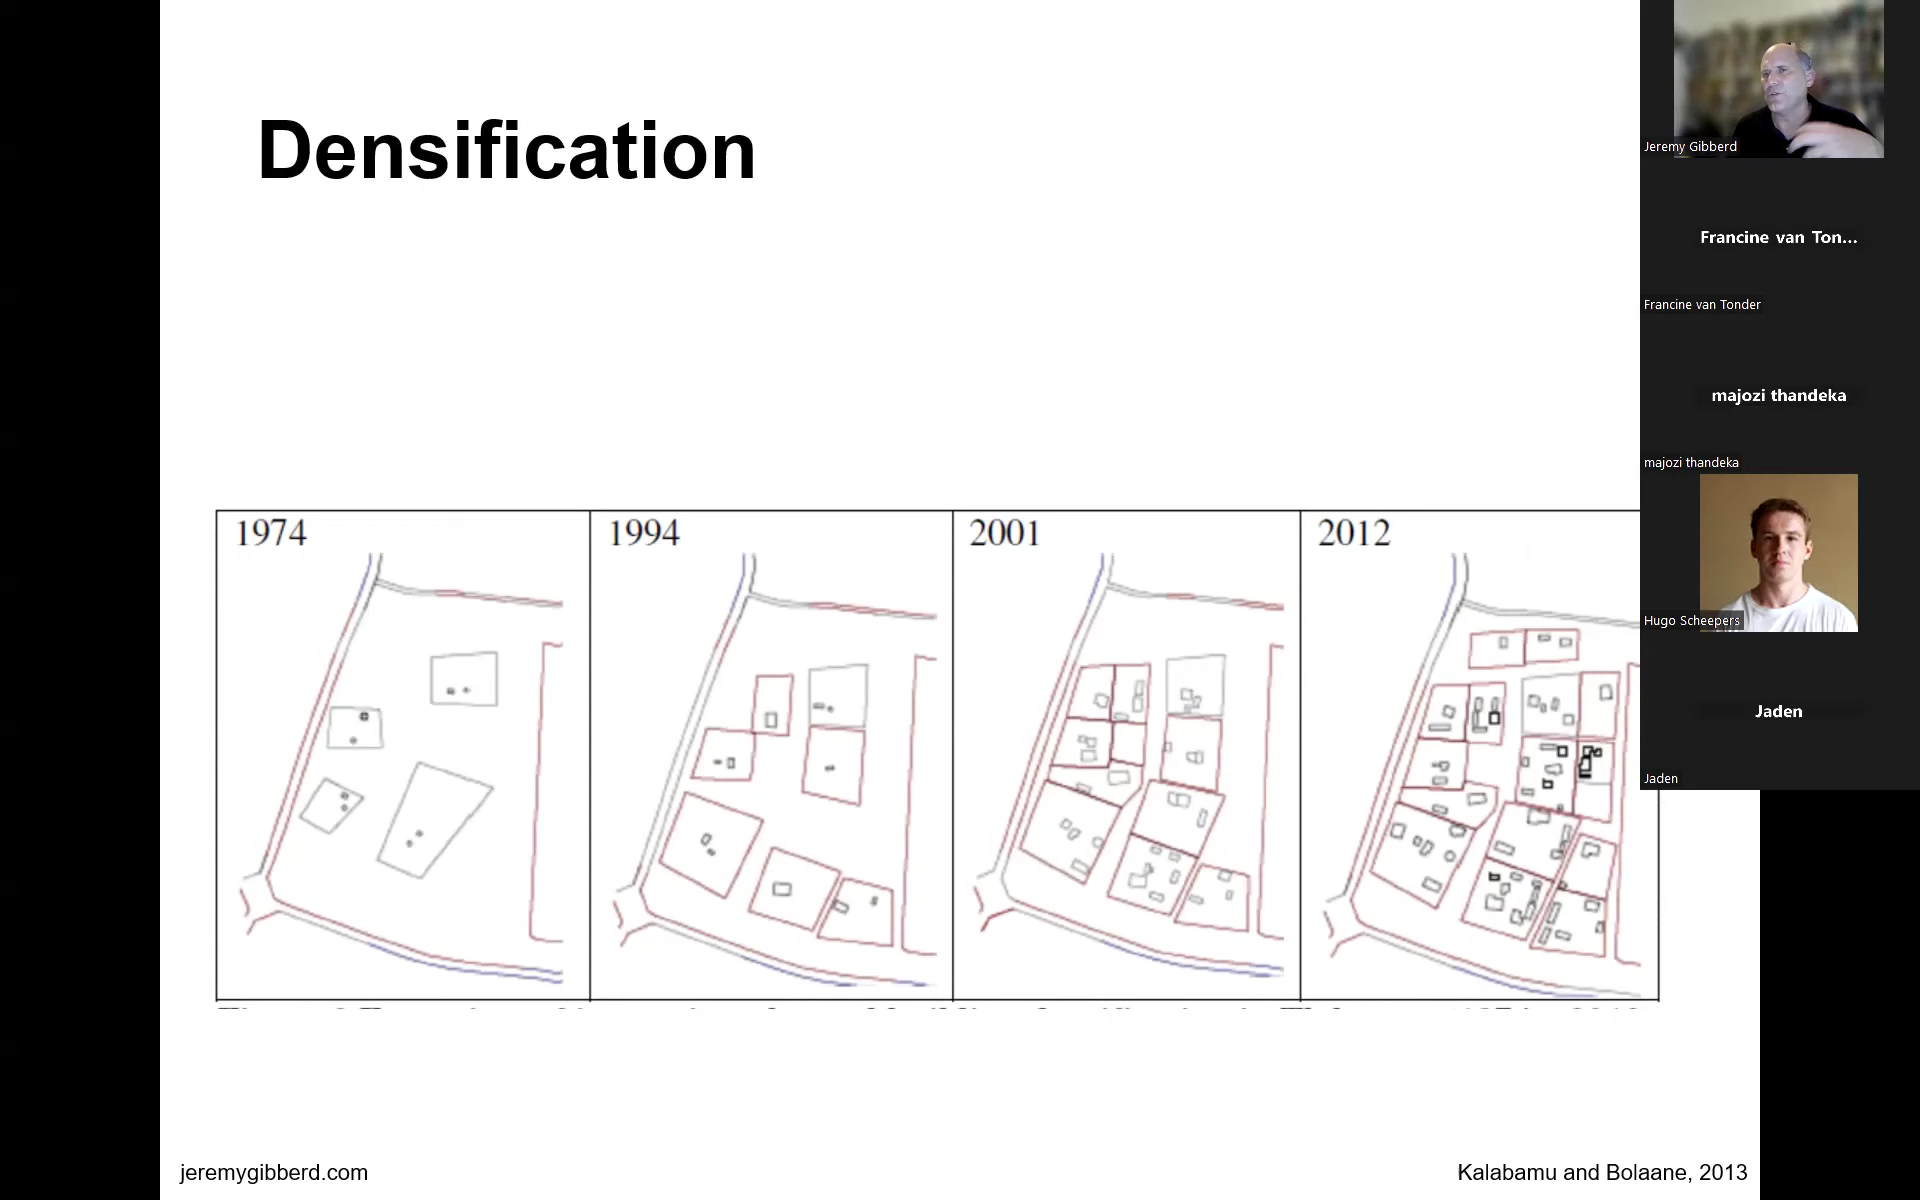 Densification
1974
1994
2001
2012
jeremygibberd.com
Kalabamu and Bolaane, 2013
Jeremy Gibberd
Francine van Ton...
Francine van Tonder
majozi thandeka
majozi thandeka
Hugo Scheepers
Jaden
Jaden